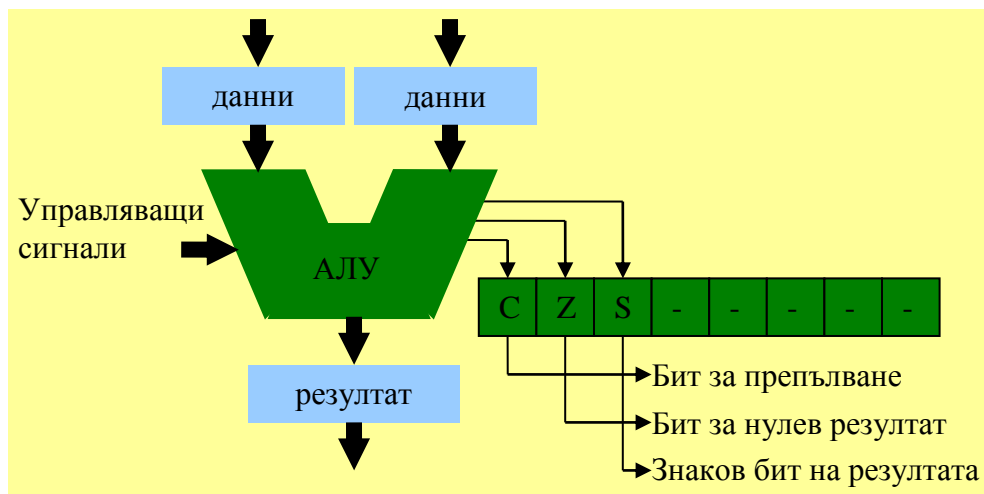 данни данни
Управляващи
сигнали
АЛУ
C Z S - - - - -
Бит за препълване
резултат
Бит за нулев резултат
Знаков бит на резултата